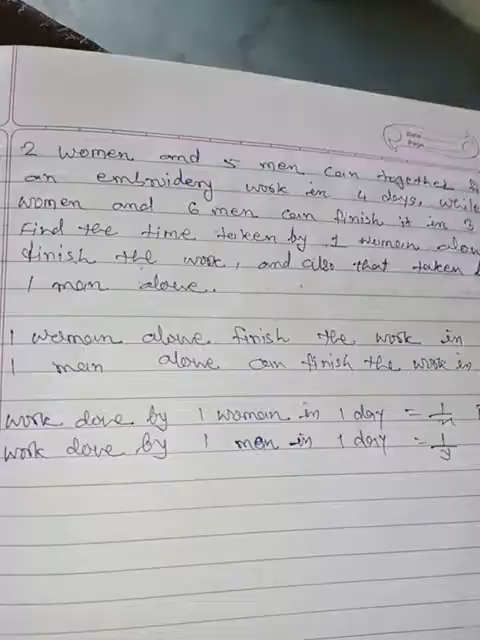 2 women and 5 men can together
an embroidery work in 4 days, while
women and 6 men can finish it in 3
Find the time taken by 1 woman alone
finish the work, and also that taken
1 man alone.
1 woman alone finish the work in
1 man alone can finish the work in
work done by 1 woman in 1 day = 1/x
work done by 1 man in 1 day = 1/y